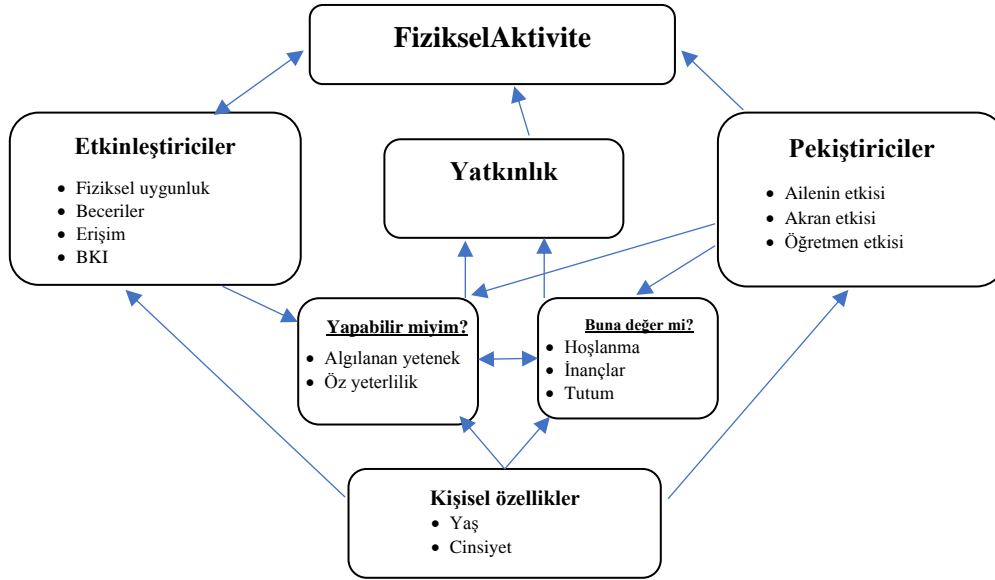 FizikselAktivite
Etkinleştiriciler
• Fiziksel uygunluk
• Beceriler
• Erişim
• BKI
Yatkınlık
Pekiştiriciler
• Ailenin etkisi
• Akran etkisi
• Öğretmen etkisi
Yapabilir miyim?
• Algılanan yetenek
• Öz yeterlilik
Buna değer mi?
• Hoşlanma
• İnançlar
• Tutum
Kişisel özellikler
• Yaş
• Cinsiyet